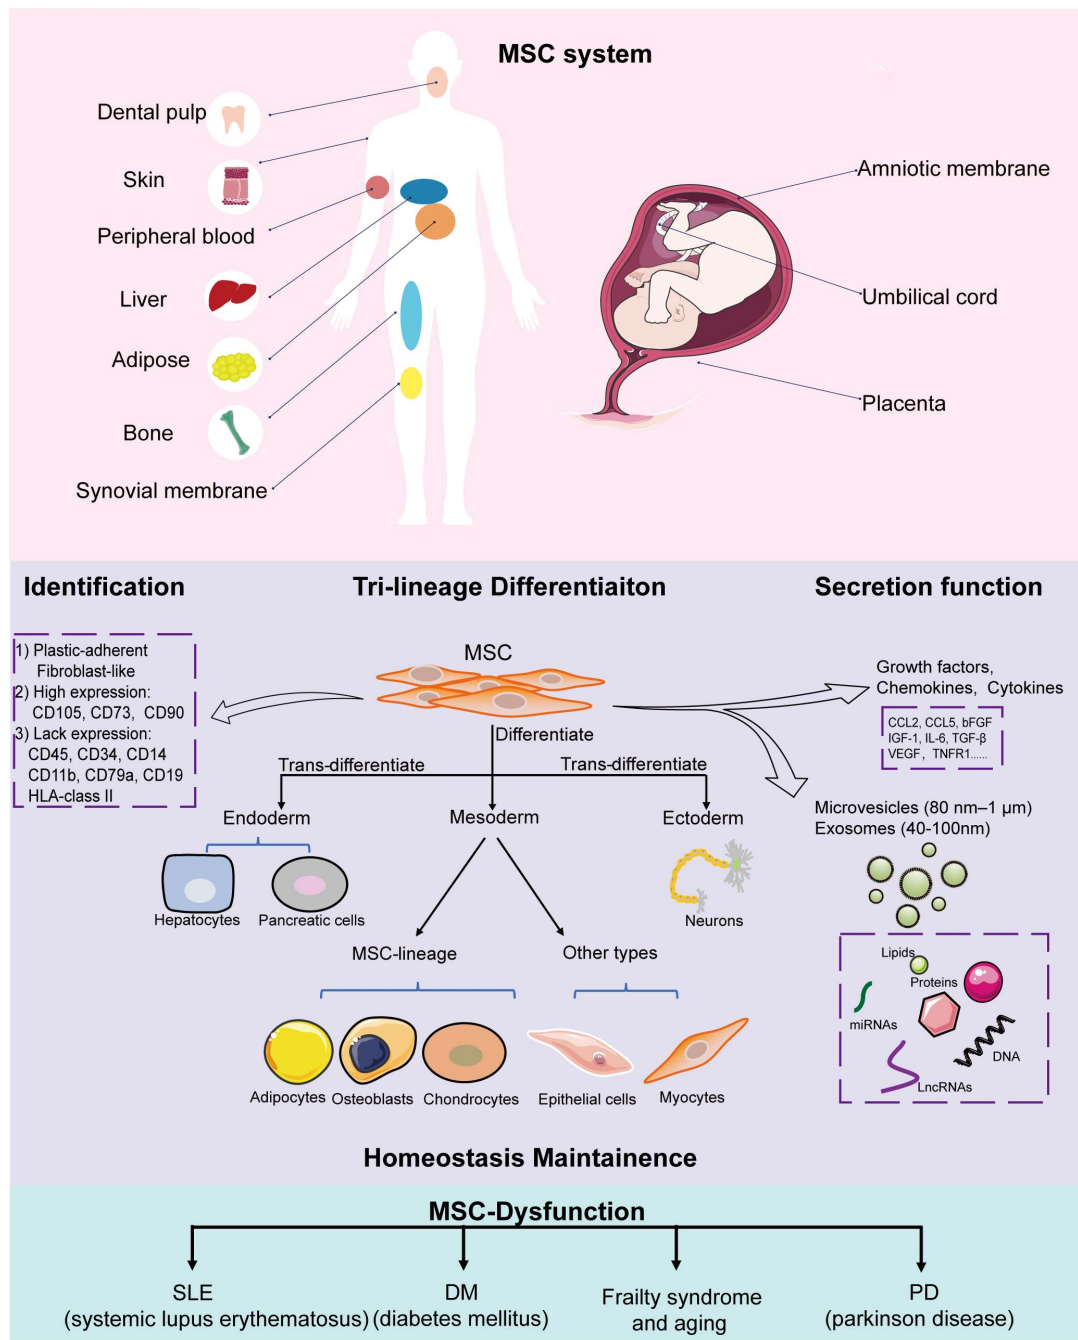 MSC system
Dental pulp
Skin
Peripheral blood
Liver
Adipose
Bone
Synovial membrane
Amniotic membrane
Umbilical cord
Placenta
Identification
1) Plastic-adherent
Fibroblast-like
2) High expression:
CD105, CD73, CD90
3) Lack expression:
CD45, CD34, CD14
CD11b, CD79a, CD19
HLA-class II
Tri-lineage Differentiaiton
MSC
Differentiate
Trans-differentiate
Trans-differentiate
Endoderm
Mesoderm
Ectoderm
Hepatocytes
Pancreatic cells
Neurons
MSC-lineage
Other types
Adipocytes
Osteoblasts
Chondrocytes
Epithelial cells
Myocytes
Secretion function
Growth factors,
Chemokines, Cytokines
CCL2, CCL5, bFGF
IGF-1, IL-6, TGF-β
VEGF, TNFR1......
Microvesicles (80 nm–1 μm)
Exosomes (40-100nm)
Lipids
Proteins
miRNAs
DNA
LncRNAs
Homeostasis Maintainence
MSC-Dysfunction
SLE
(systemic lupus erythematosus)
DM
(diabetes mellitus)
Frailty syndrome
and aging
PD
(parkinson disease)